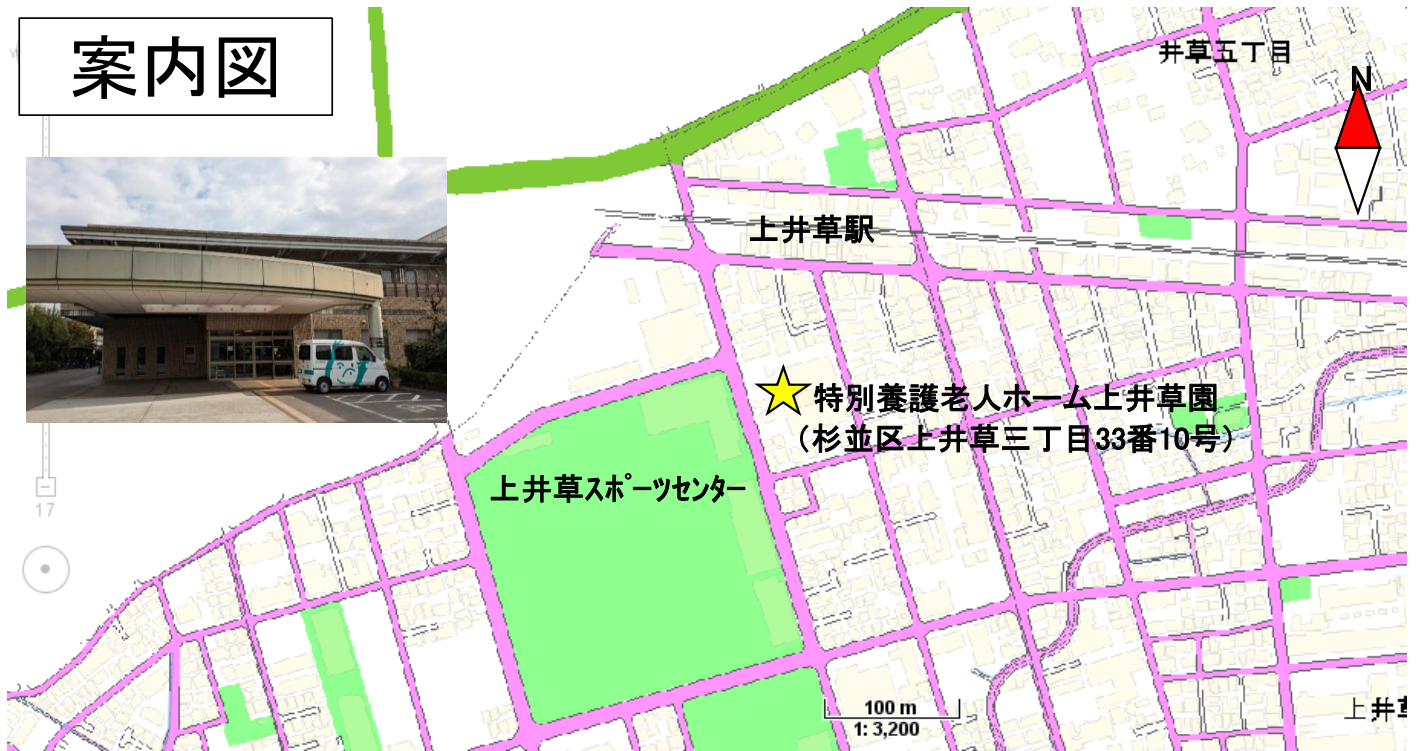 案内図
井草五丁目
N
上井草駅
特別養護老人ホーム上井草園
（杉並区上井草三丁目33番10号）
上井草スポーツセンター
17
100 m
1: 3,200
上井草